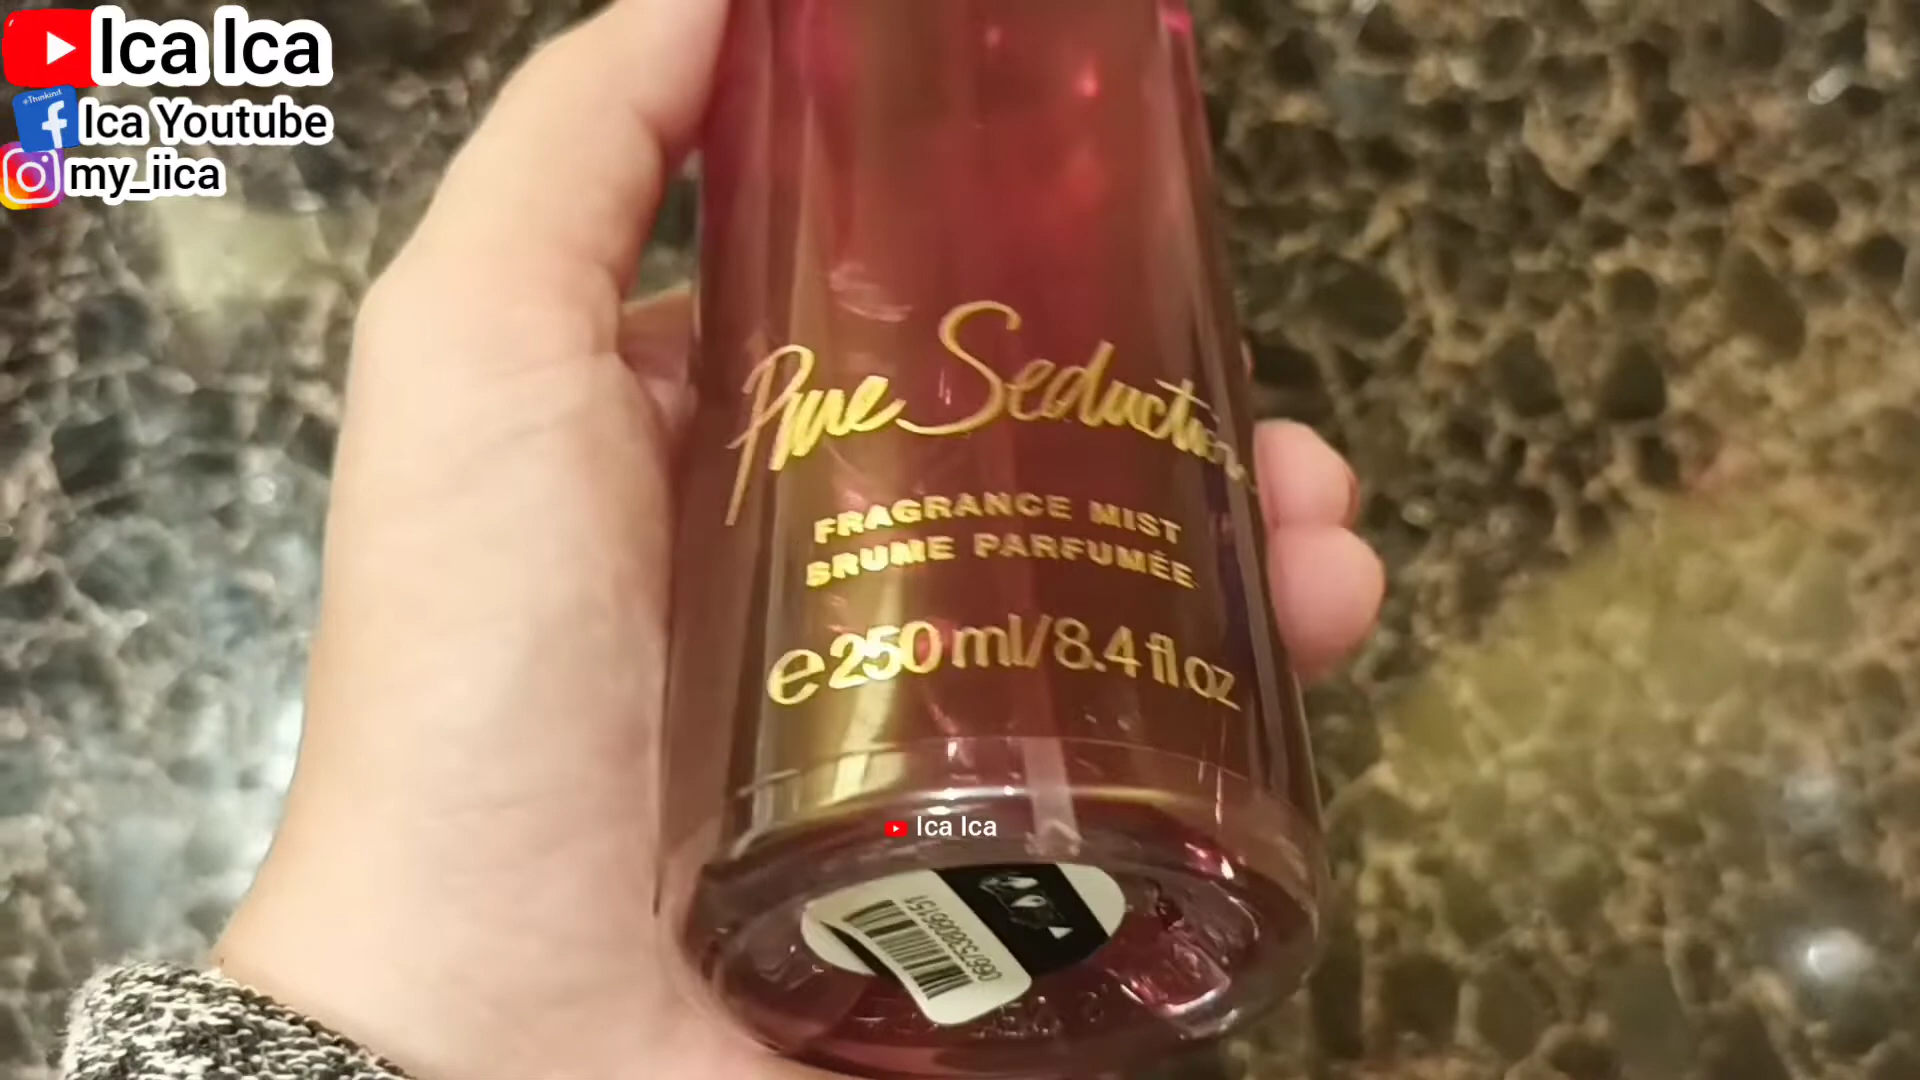 Ica Ica
Ica Youtube
my_iica
Pure Seduction
FRAGRANCE MIST
BRUME PARFUMÉE
e 250 ml/8.4 fl oz
Ica Ica